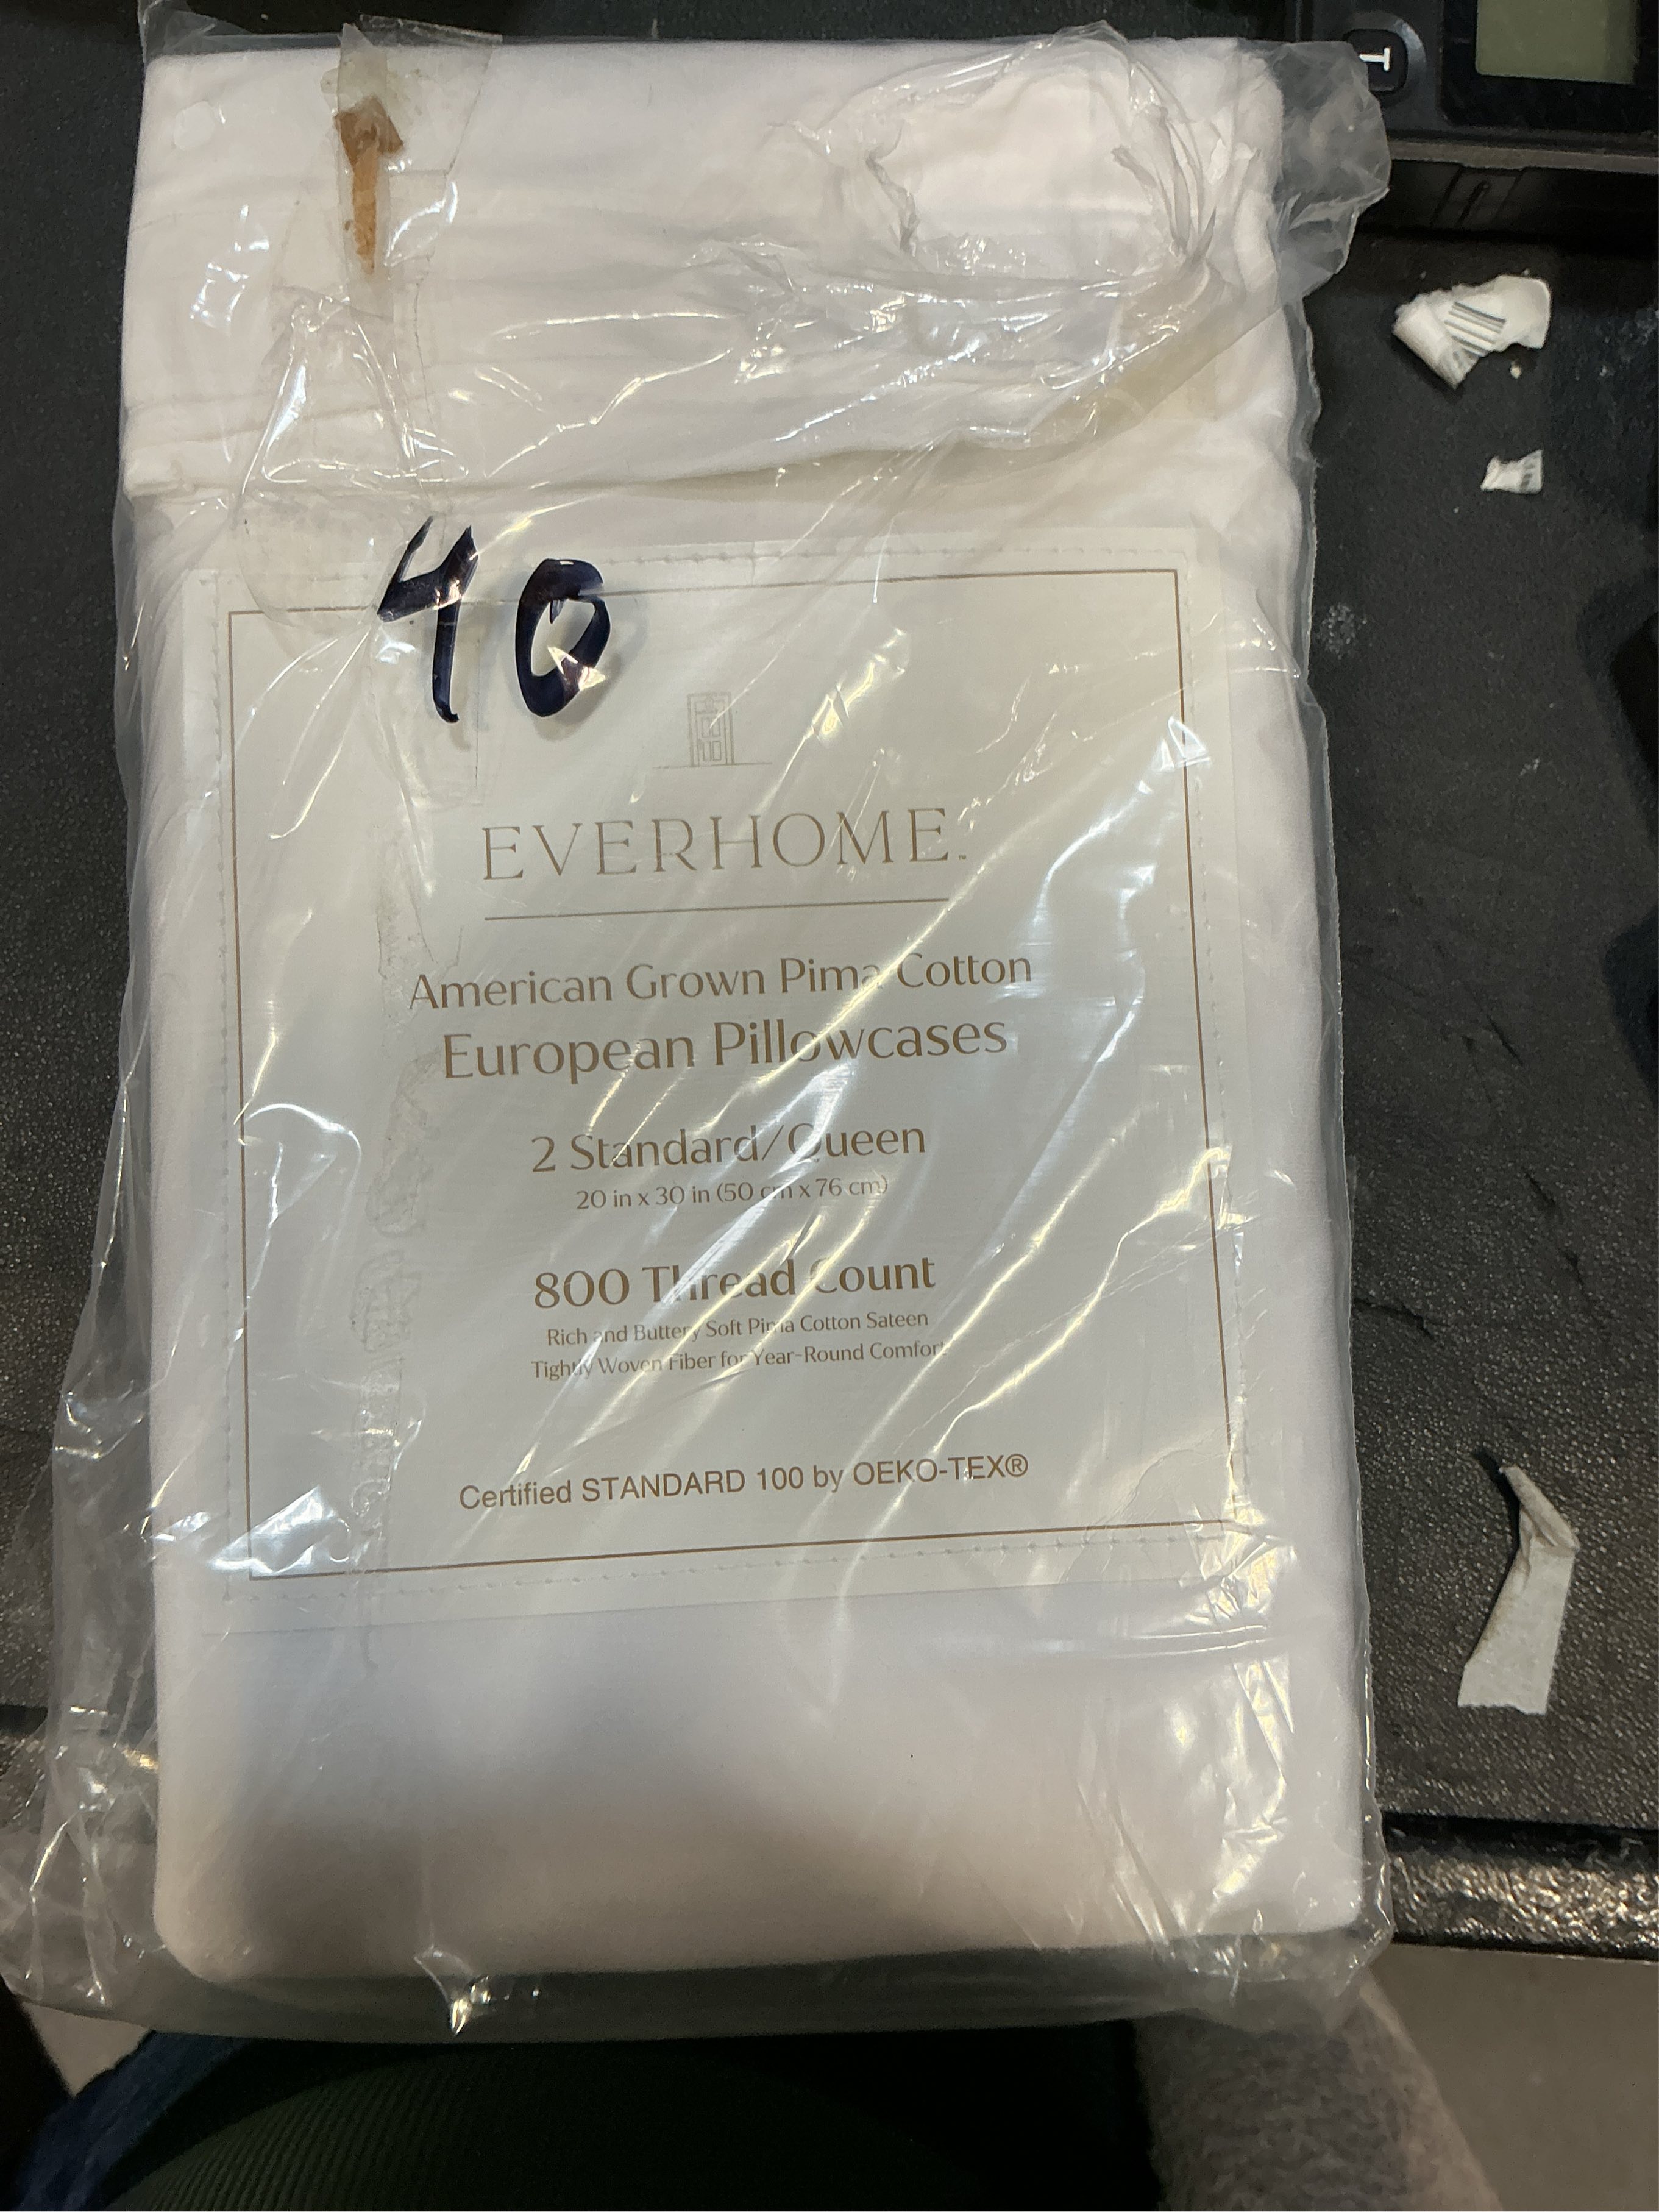 T
40
EVERHOME™
American Grown Pima Cotton
European Pillowcases
2 Standard/Queen
20 in x 30 in (50 cm x 76 cm)
800 Thread Count
Rich and Buttery Soft Pima Cotton Sateen
Tightly Woven Fiber for Year-Round Comfort
Certified STANDARD 100 by OEKO-TEX®